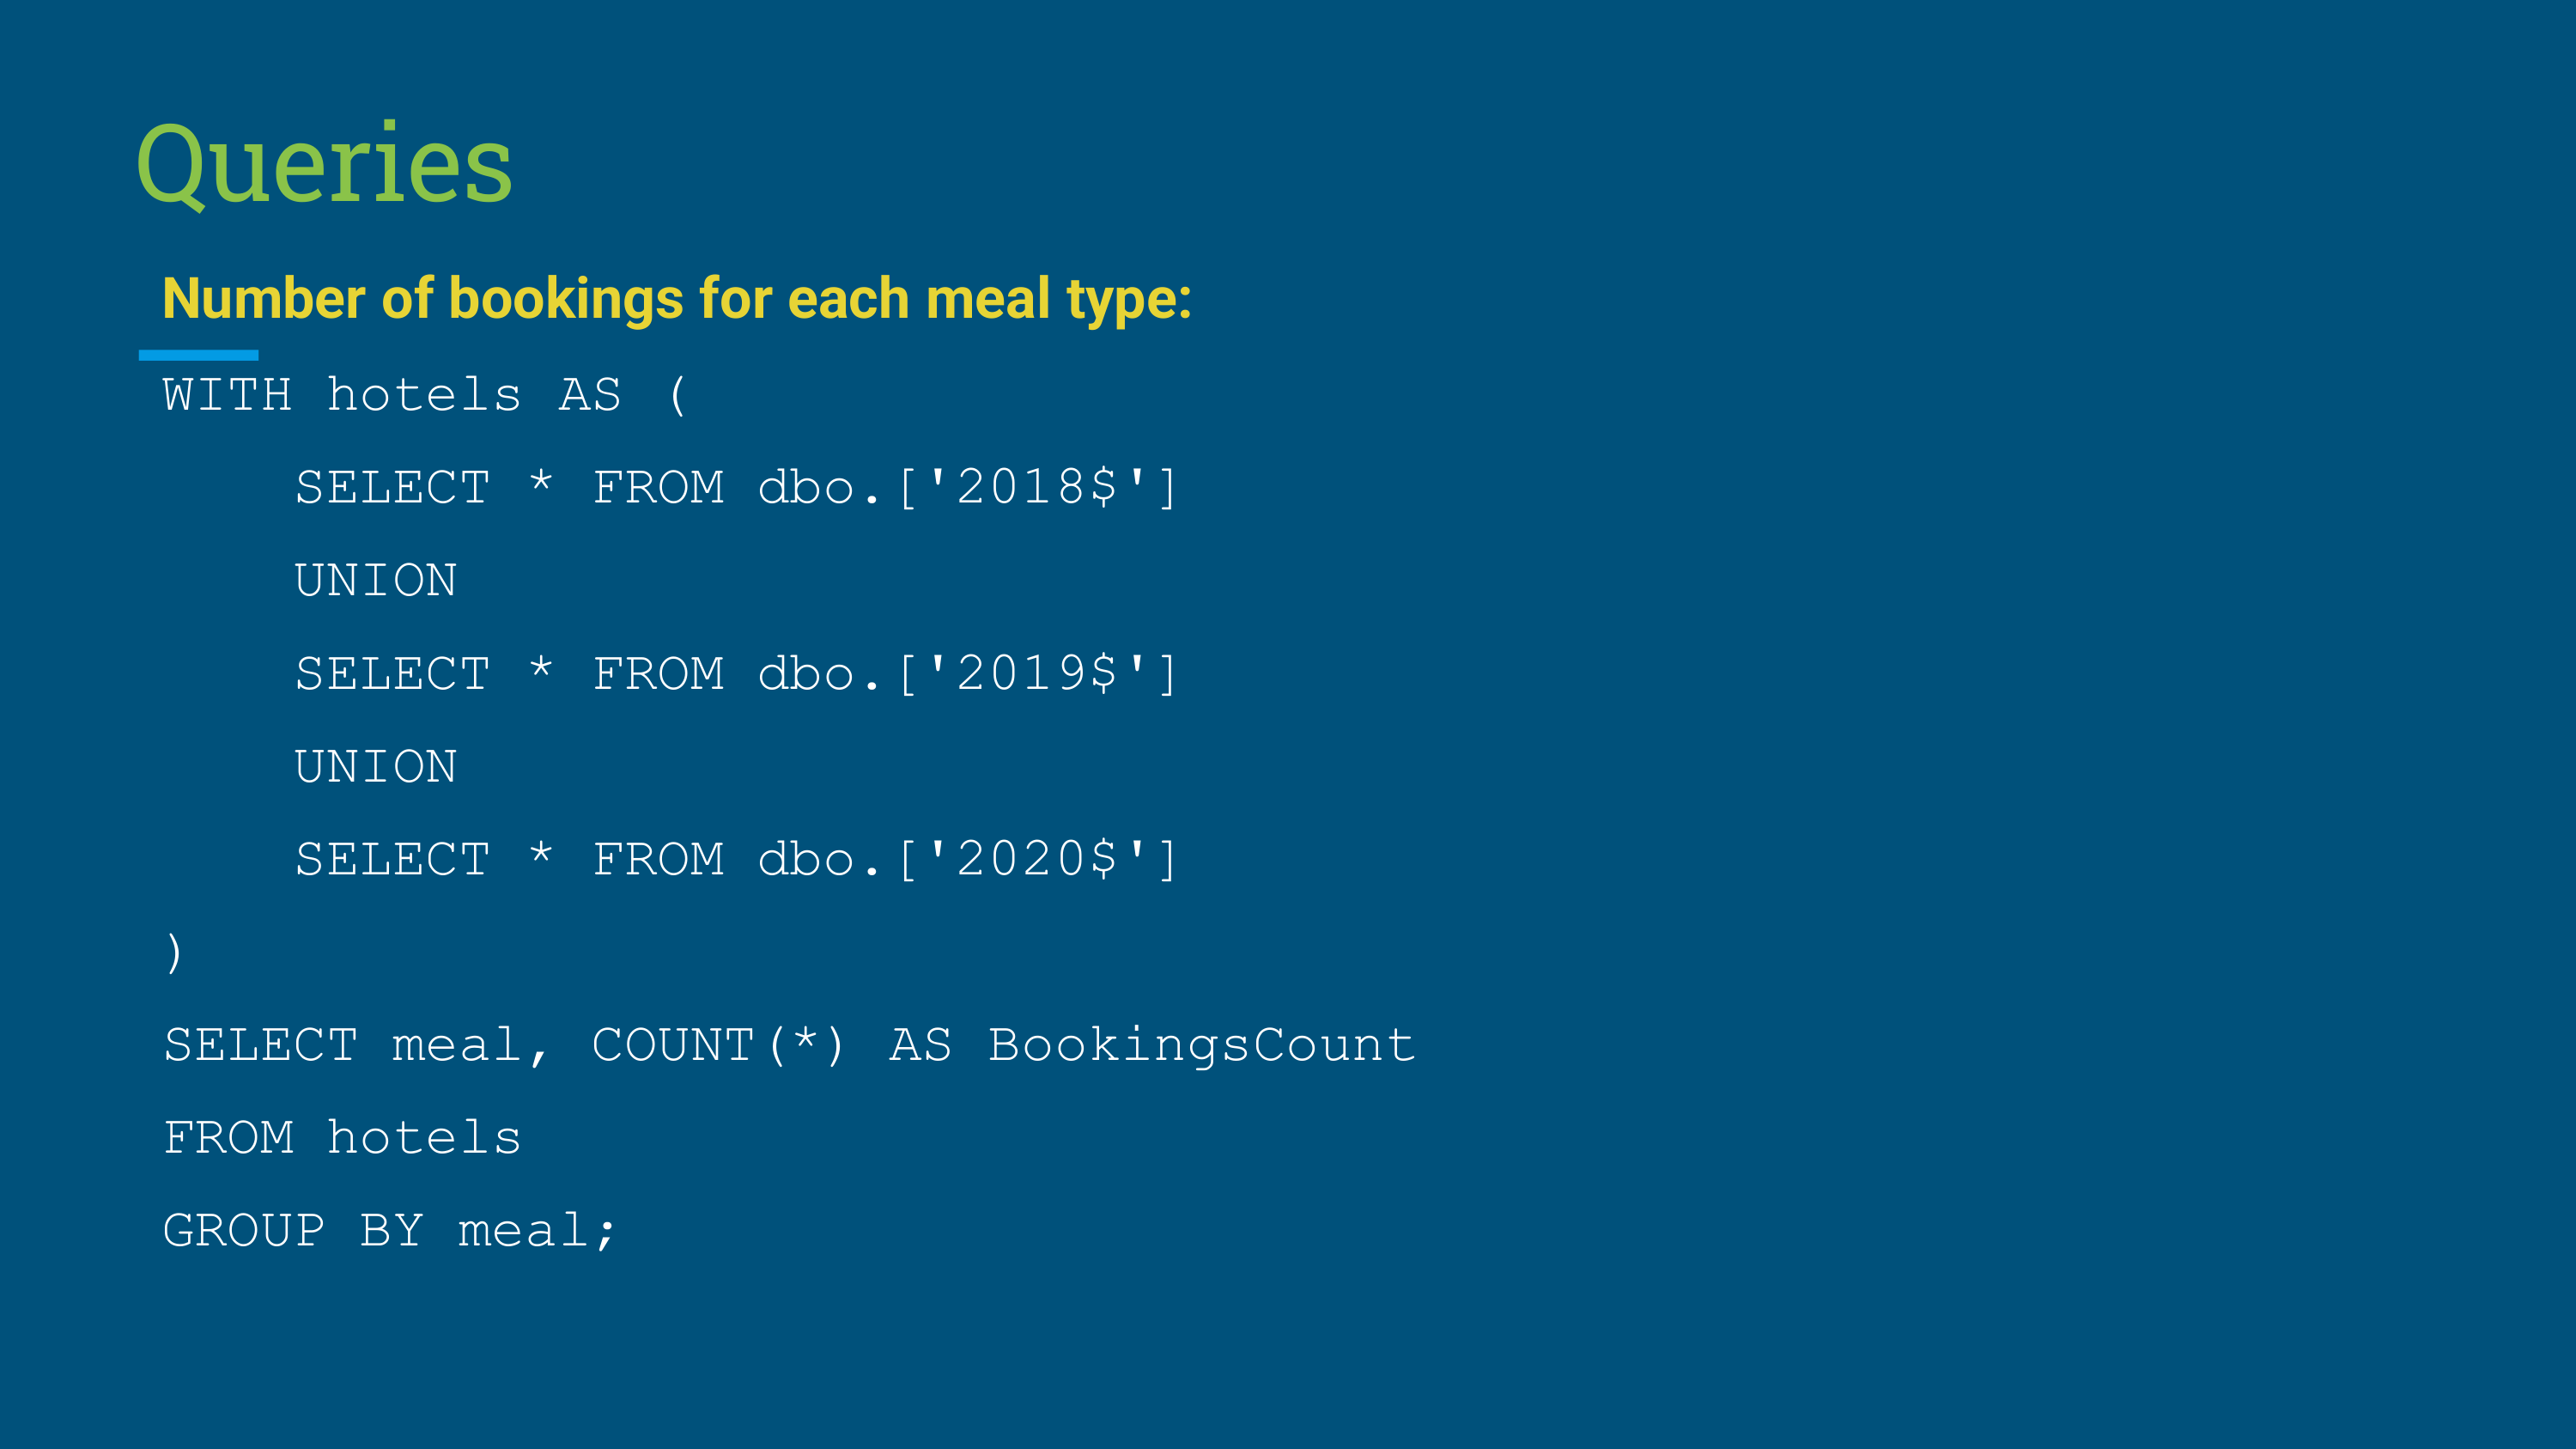 Queries
Number of bookings for each meal type:
WITH hotels AS (
    SELECT * FROM dbo.['2018$']
    UNION
    SELECT * FROM dbo.['2019$']
    UNION
    SELECT * FROM dbo.['2020$']
)
SELECT meal, COUNT(*) AS BookingsCount
FROM hotels
GROUP BY meal;